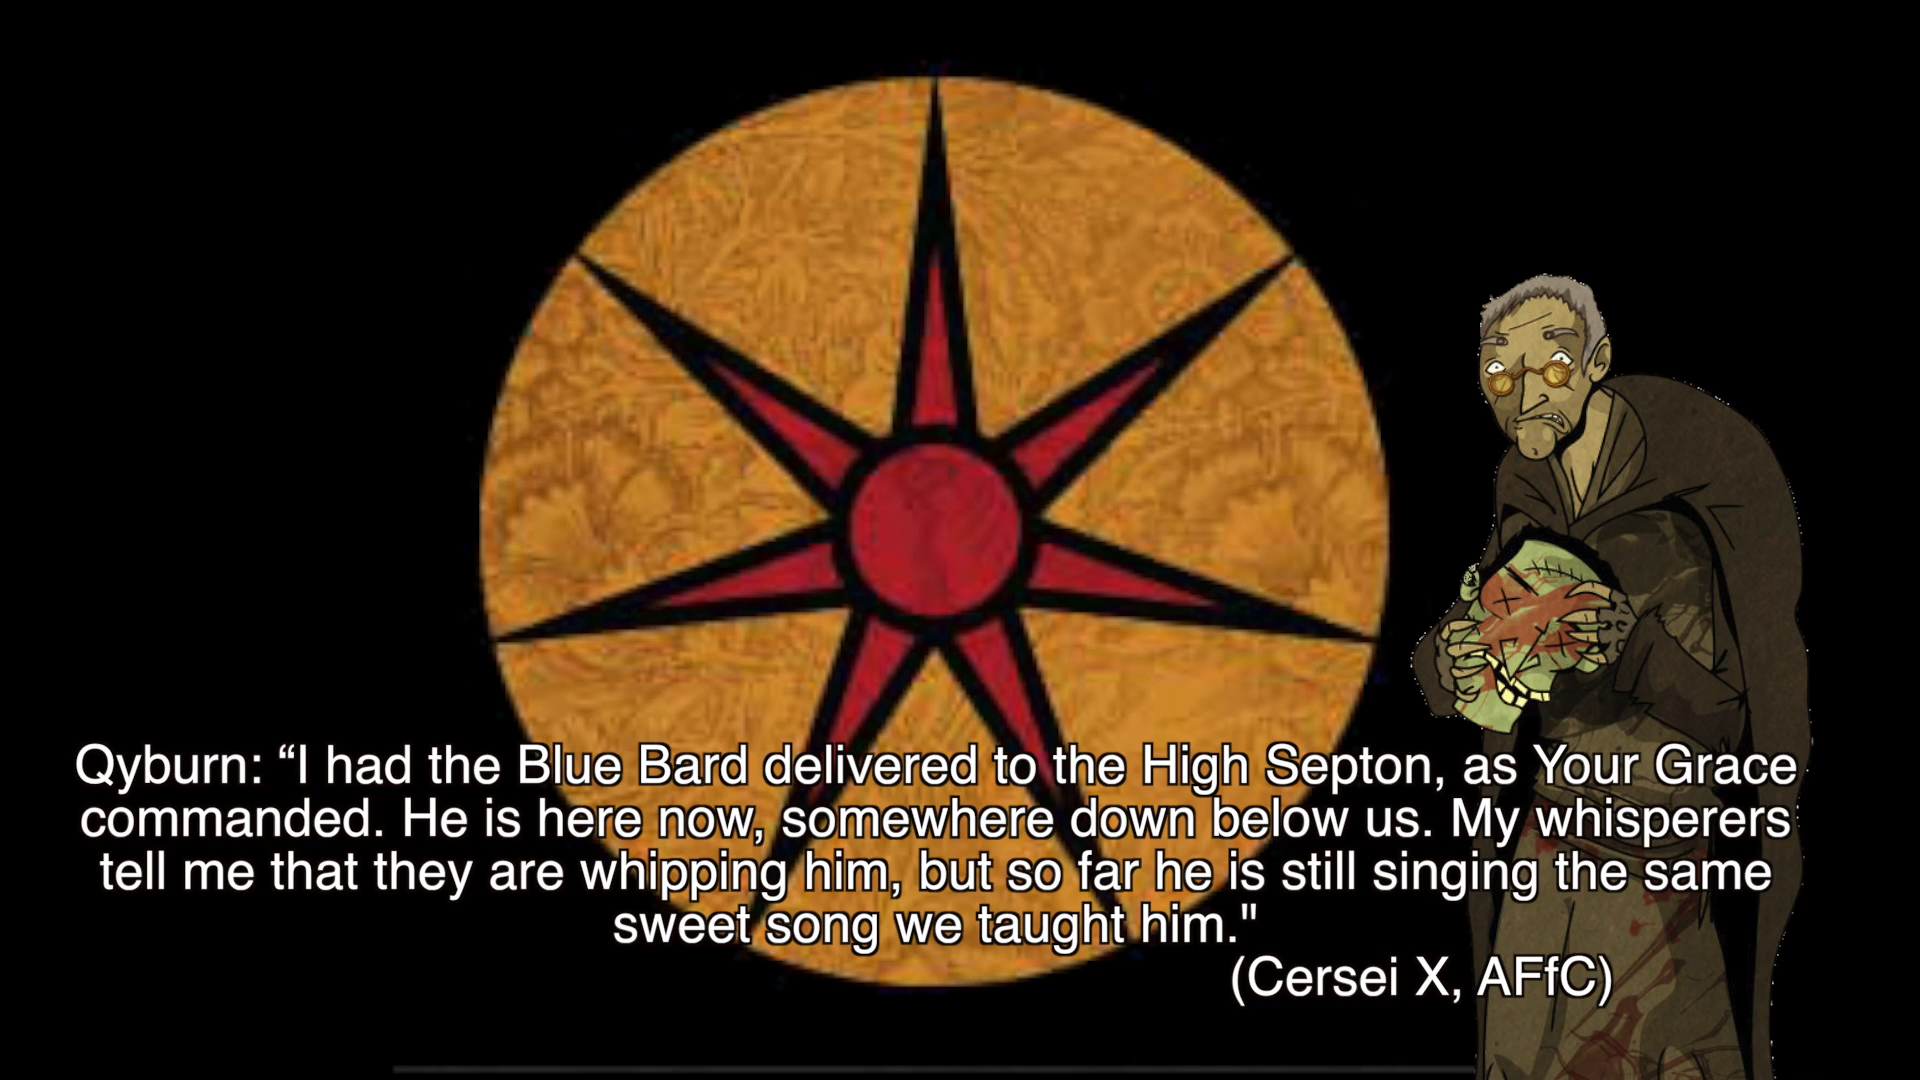 Qyburn: “I had the Blue Bard delivered to the High Septon, as Your Grace
commanded. He is here now, somewhere down below us. My whisperers
tell me that they are whipping him, but so far he is still singing the same
sweet song we taught him."
(Cersei X, AFfC)